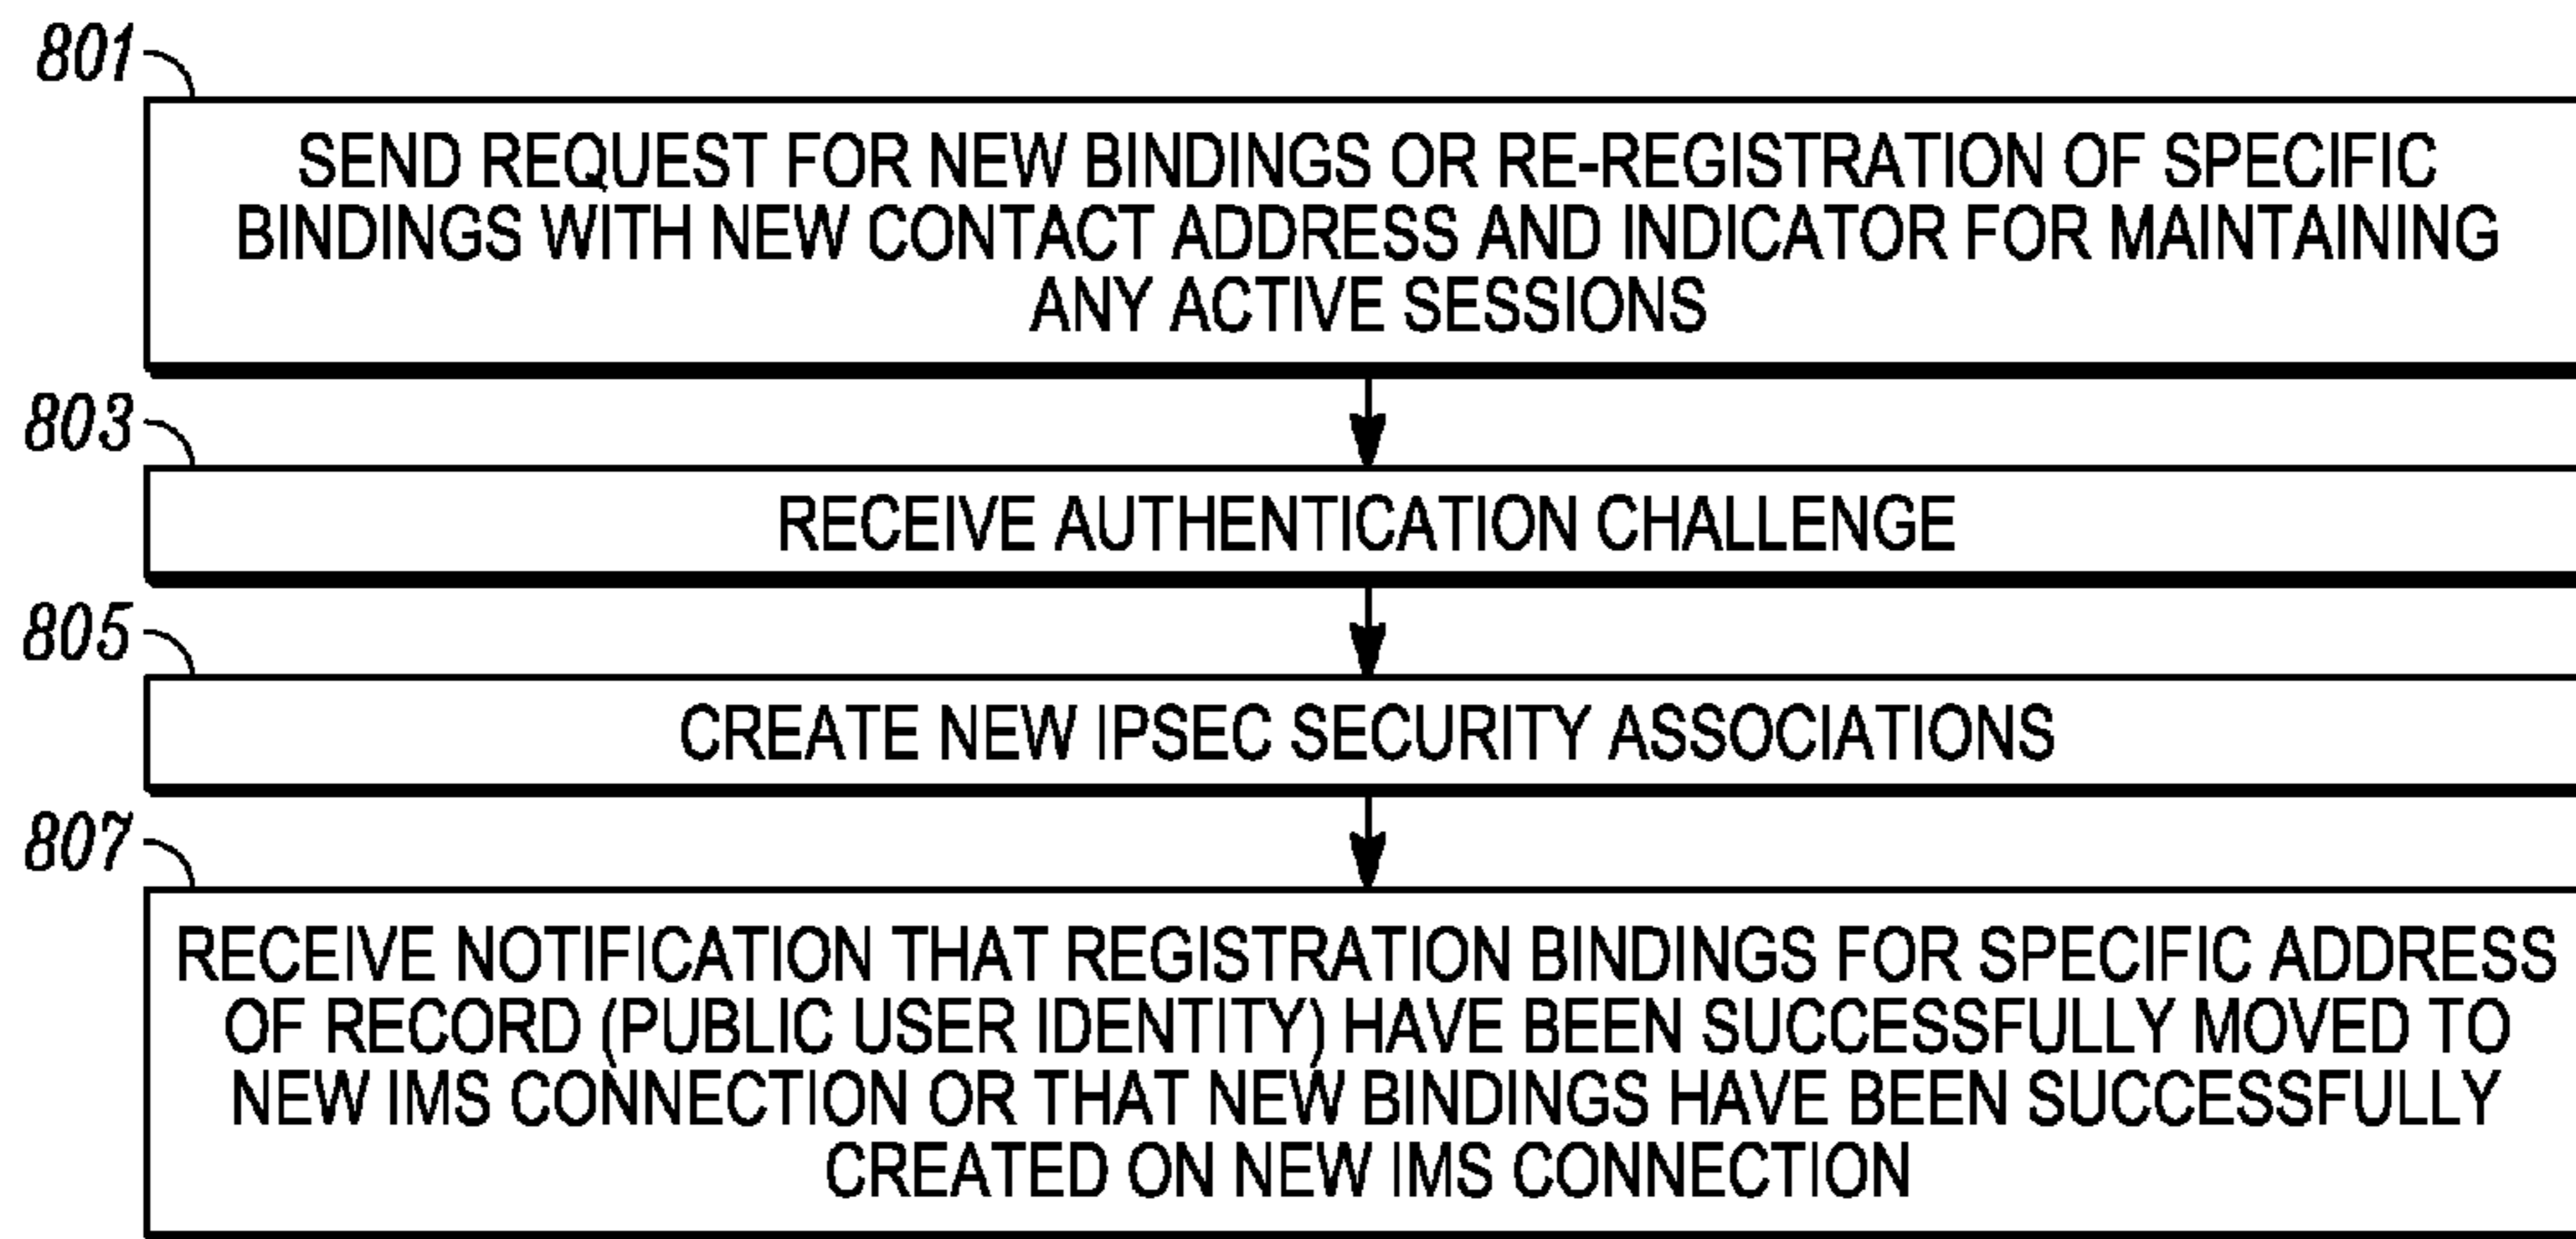 801
SEND REQUEST FOR NEW BINDINGS OR RE-REGISTRATION OF SPECIFIC
BINDINGS WITH NEW CONTACT ADDRESS AND INDICATOR FOR MAINTAINING
ANY ACTIVE SESSIONS
803
RECEIVE AUTHENTICATION CHALLENGE
805
CREATE NEW IPSEC SECURITY ASSOCIATIONS
807
RECEIVE NOTIFICATION THAT REGISTRATION BINDINGS FOR SPECIFIC ADDRESS
OF RECORD (PUBLIC USER IDENTITY) HAVE BEEN SUCCESSFULLY MOVED TO
NEW IMS CONNECTION OR THAT NEW BINDINGS HAVE BEEN SUCCESSFULLY
CREATED ON NEW IMS CONNECTION